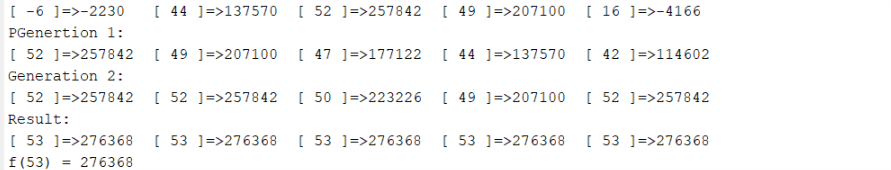 [ -6 ]=>-2230 [ 44 ]=>137570 [ 52 ]=>257842 [ 49 ]=>207100 [ 16 ]=>-4166
PGenertion 1:
[ 52 ]=>257842 [ 49 ]=>207100 [ 47 ]=>177122 [ 44 ]=>137570 [ 42 ]=>114602
Generation 2:
[ 52 ]=>257842 [ 52 ]=>257842 [ 50 ]=>223226 [ 49 ]=>207100 [ 52 ]=>257842
Result:
[ 53 ]=>276368 [ 53 ]=>276368 [ 53 ]=>276368 [ 53 ]=>276368 [ 53 ]=>276368
f(53) = 276368